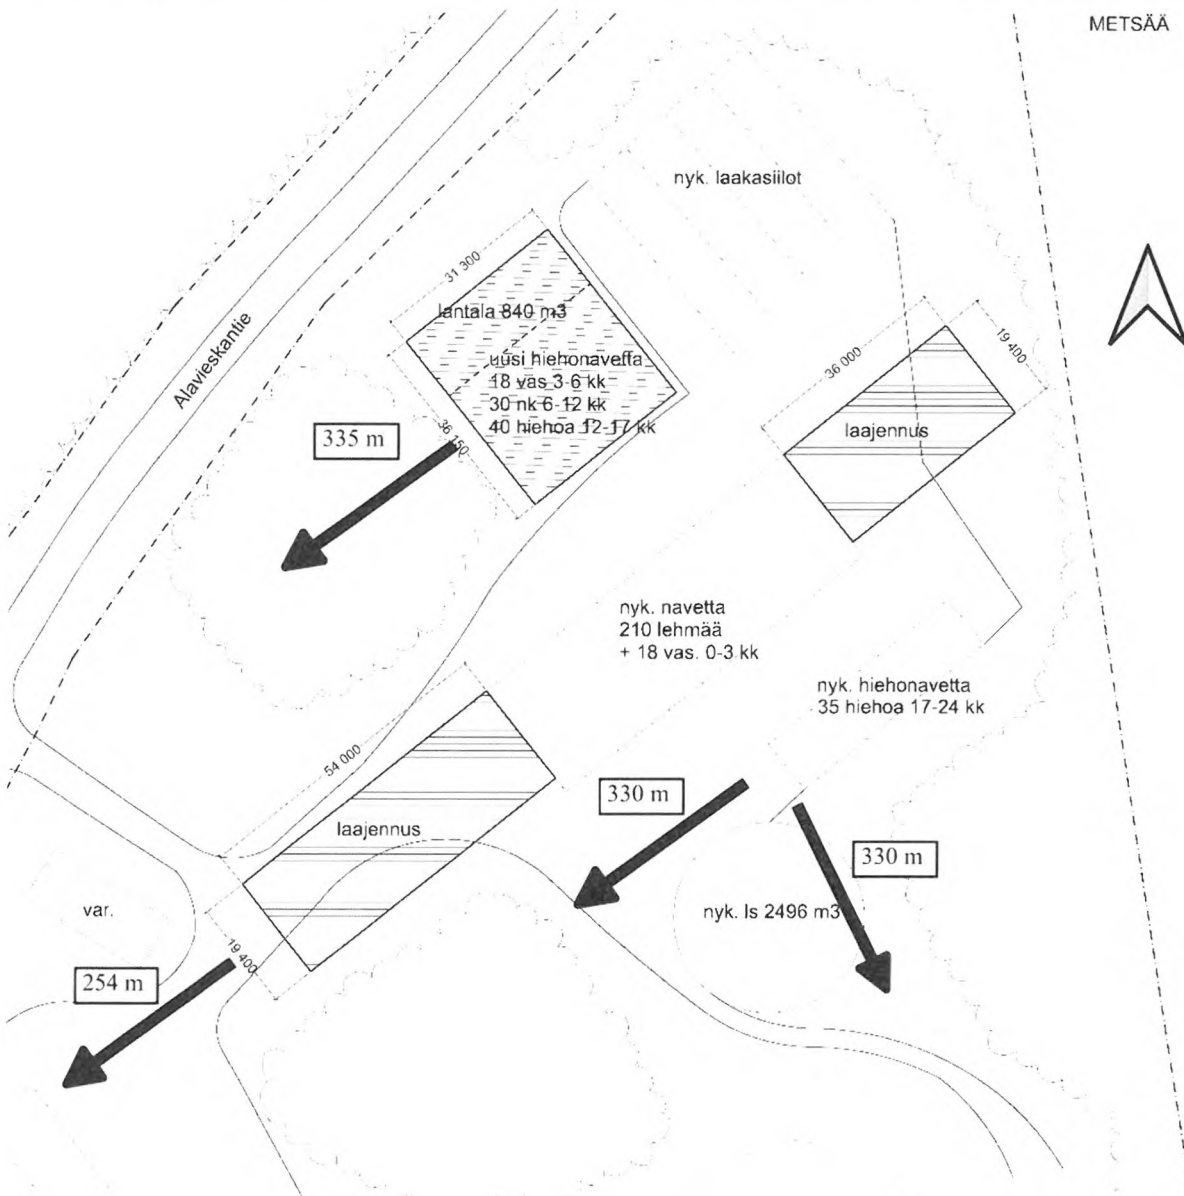 METSÄÄ
nyk. laakasiilot
31 300
lantala 840 m3
Alavieskantie
uusi hiehonavetta
18 vas 3-6 kk
30 nk 6-12 kk
40 hiehoa 12-17 kk
36 150
335 m
36 000
19 400
laajennus
nyk. navetta
210 lehmää
+ 18 vas. 0-3 kk
nyk. hiehonavetta
35 hiehoa 17-24 kk
54 000
laajennus
330 m
330 m
var.
nyk. ls 2496 m3
19 400
254 m